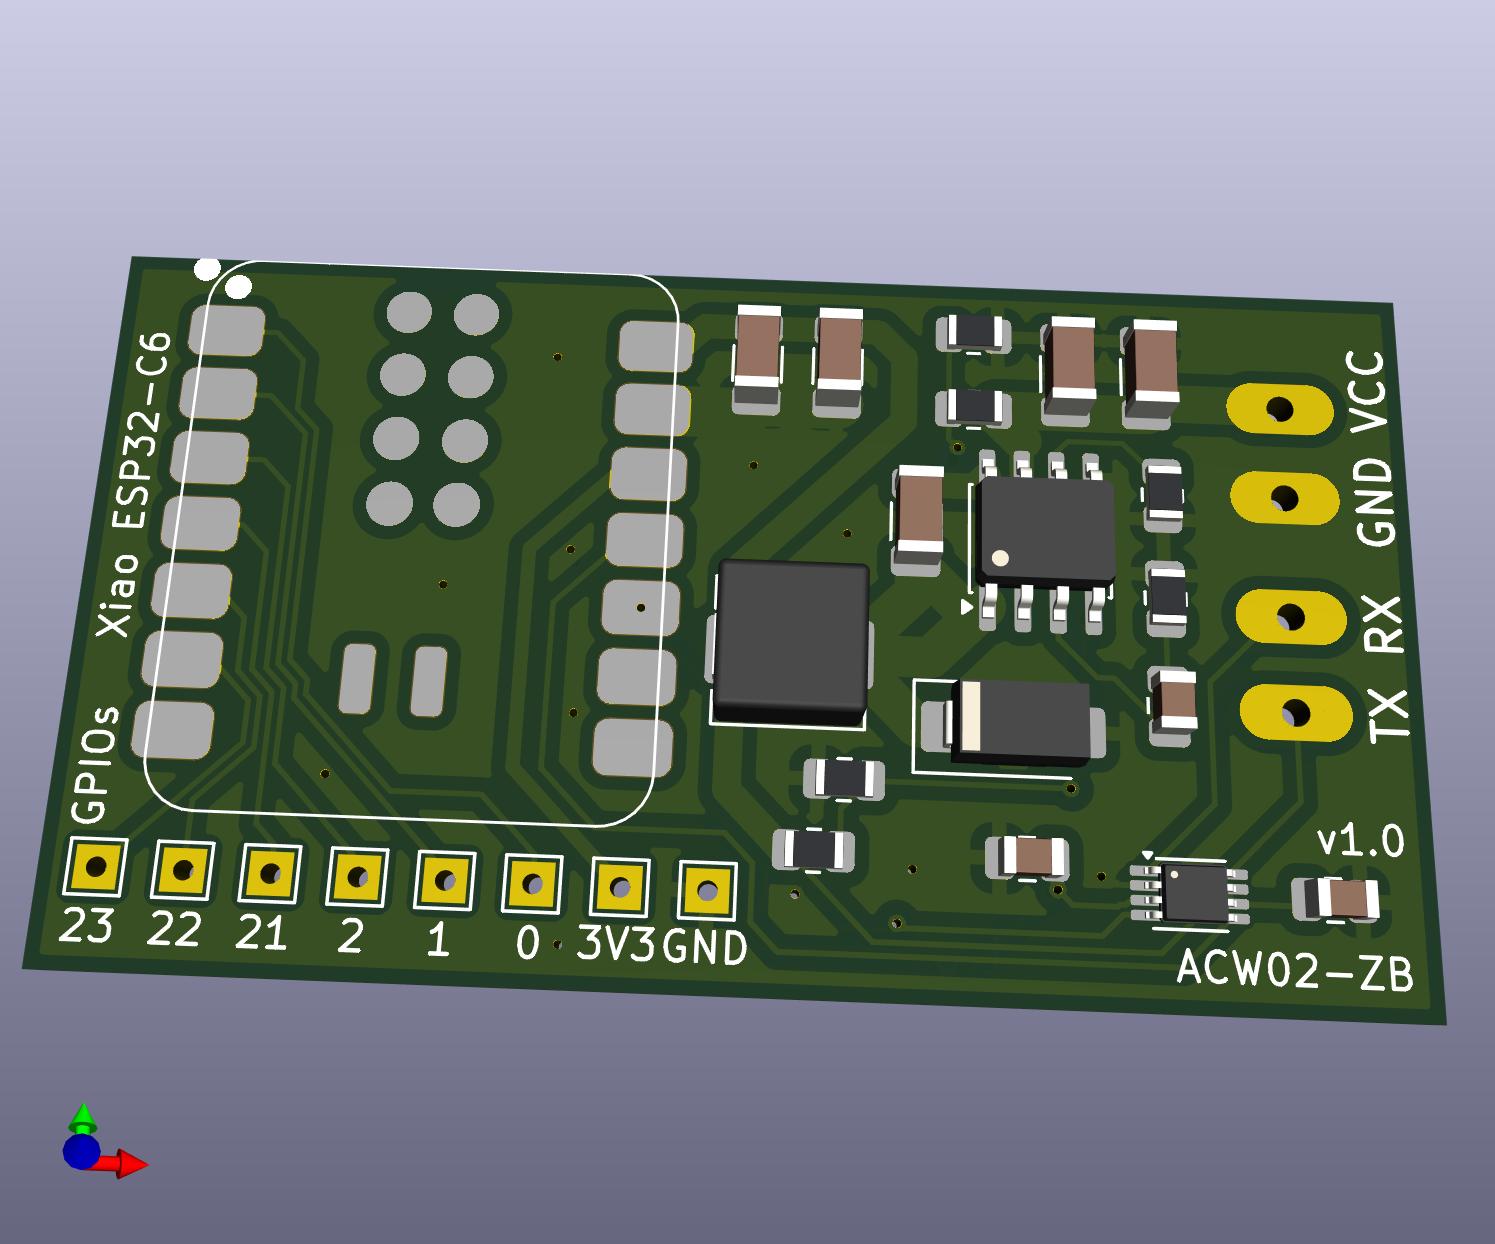 Xiao ESP32-C6
GPIOs
VCC
GND
RX
TX
v1.0
23 22 21 2 1 0 3V3 GND
ACW02-ZB